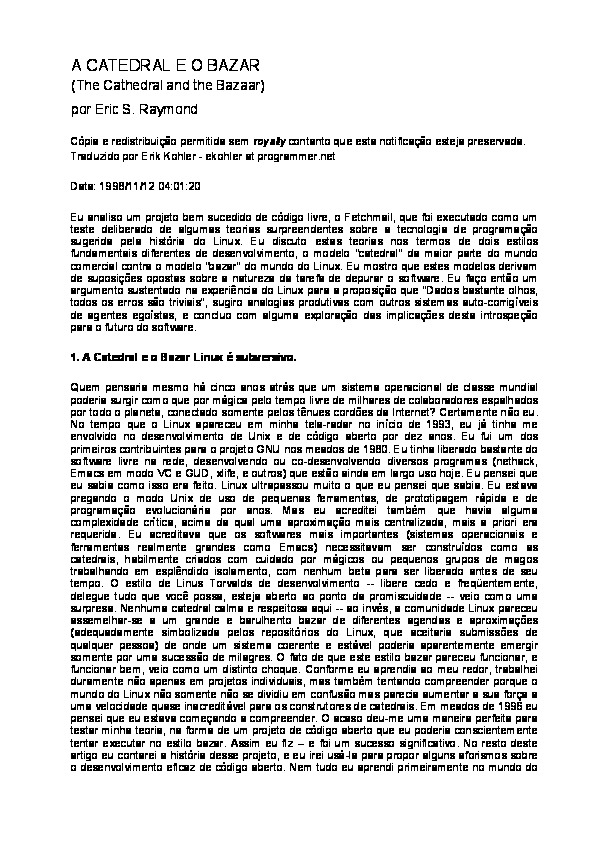 A CATEDRAL E O BAZAR
(The Cathedral and the Bazaar)
por Eric S. Raymond
Cópia e redistribuição permitida sem royalty contanto que esta notificação esteja preservada.
Traduzido por Erik Kohler - ekohler at programmer.net
Data: 1998/11/12 04:01:20
Eu analiso um projeto bem sucedido de código livre, o Fetchmail, que foi executado como um
teste deliberado de algumas teorias surpreendentes sobre a tecnologia de programação
sugerida pela história do Linux. Eu discuto estas teorias nos termos de dois estilos
fundamentais diferentes de desenvolvimento, o modelo "catedral" da maior parte do mundo
comercial contra o modelo "bazar" do mundo do Linux. Eu mostro que estes modelos derivam
de suposições opostas sobre a natureza da tarefa de depurar o software. Eu faço então um
argumento sustentado na experiência do Linux para a proposição que "Dados bastante olhos,
todos os erros são triviais", sugiro analogias produtivas com outros sistemas auto-corrigíveis
de agentes egoístas, e concluo com alguma exploração das implicações desta introspeção
para o futuro do software.
1. A Catedral e o Bazar Linux é subversivo.
Quem pensaria mesmo há cinco anos atrás que um sistema operacional de classe mundial
poderia surgir como que por mágica pelo tempo livre de milhares de colaboradores espalhados
por todo o planeta, conectado somente pelos tênues cordões da Internet? Certamente não eu.
No tempo que o Linux apareceu em minha tela-radar no início de 1993, eu já tinha me
envolvido no desenvolvimento de Unix e de código aberto por dez anos. Eu fui um dos
primeiros contribuintes para o projeto GNU nos meados de 1980. Eu tinha liberado bastante do
software livre na rede, desenvolvendo ou co-desenvolvendo diversos programas (nethack,
Emacs em modo VC e GUD, xlife, e outros) que estão ainda em largo uso hoje. Eu pensei que
eu sabia como isso era feito. Linux ultrapassou muito o que eu pensei que sabia. Eu estava
pregando o modo Unix de uso de pequenas ferramentas, de prototipagem rápida e de
programação evolucionária por anos. Mas eu acreditei também que havia alguma
complexidade crítica, acima da qual uma aproximação mais centralizada, mais a priori era
requerida. Eu acreditava que os softwares mais importantes (sistemas operacionais e
ferramentas realmente grandes como Emacs) necessitavam ser construídos como as
catedrais, habilmente criados com cuidado por mágicos ou pequenos grupos de magos
trabalhando em esplêndido isolamento, com nenhum beta para ser liberado antes de seu
tempo. O estilo de Linus Torvalds de desenvolvimento -- libere cedo e freqüentemente,
delegue tudo que você possa, esteja aberto ao ponto da promiscuidade -- veio como uma
surpresa. Nenhuma catedral calma e respeitosa aqui -- ao invés, a comunidade Linux pareceu
assemelhar-se a um grande e barulhento bazar de diferentes agendas e aproximações
(adequadamente simbolizada pelos repositórios do Linux, que aceitaria submissões de
qualquer pessoa) de onde um sistema coerente e estável poderia aparentemente emergir
somente por uma sucessão de milagres. O fato de que este estilo bazar pareceu funcionar, e
funcionar bem, veio como um distinto choque. Conforme eu aprendia ao meu redor, trabalhei
duramente não apenas em projetos individuais, mas também tentando compreender porque o
mundo do Linux não somente não se dividiu em confusão mas parecia aumentar a sua força a
uma velocidade quase inacreditável para os construtores de catedrais. Em meados de 1996 eu
pensei que eu estava começando a compreender. O acaso deu-me uma maneira perfeita para
testar minha teoria, na forma de um projeto de código aberto que eu poderia conscientemente
tentar executar no estilo bazar. Assim eu fiz – e foi um sucesso significativo. No resto deste
artigo eu contarei a história desse projeto, e eu irei usá-la para propor alguns aforismos sobre
o desenvolvimento eficaz de código aberto. Nem tudo eu aprendi primeiramente no mundo do